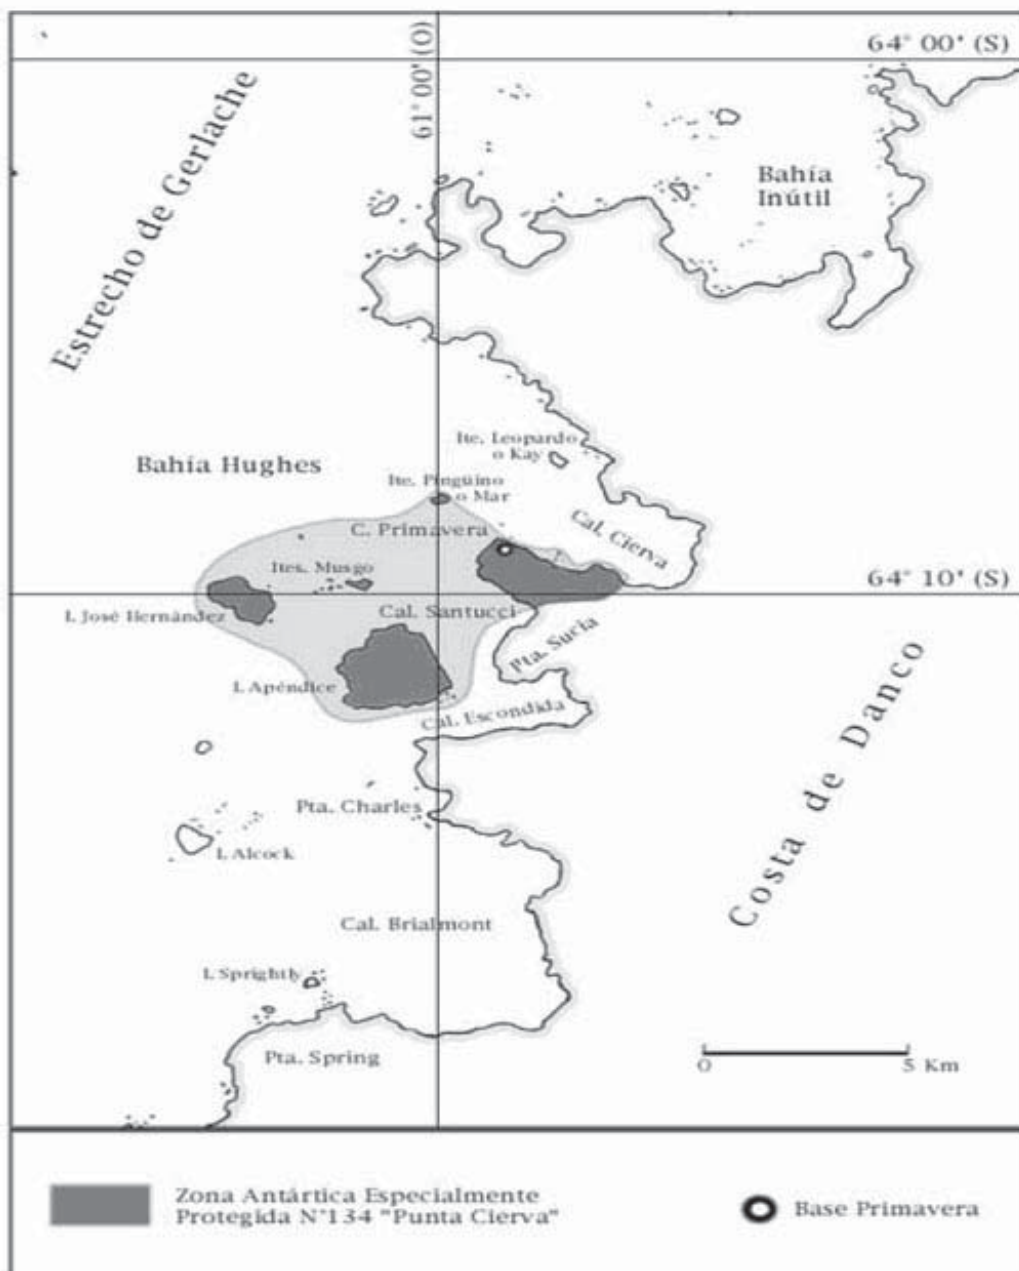 64° 00' (S)
61° 00' (O)
Estrecho de Gerlache
Bahía
Inútil
Ite. Leopardo
o Kay
Bahía Hughes
Ite. Pingüino
o Mar
C. Primavera
Cal. Cierva
Ites. Musgo
64° 10' (S)
I. José Hernández
Cal. Santucci
Pta. Sucia
I. Apéndice
Cal. Escondida
Costa de Danco
Pta. Charles
I. Alcock
Cal. Brialmont
I. Sprightly
Pta. Spring
0 5 Km
Zona Antártica Especialmente
Protegida N°134 "Punta Cierva"
Base Primavera